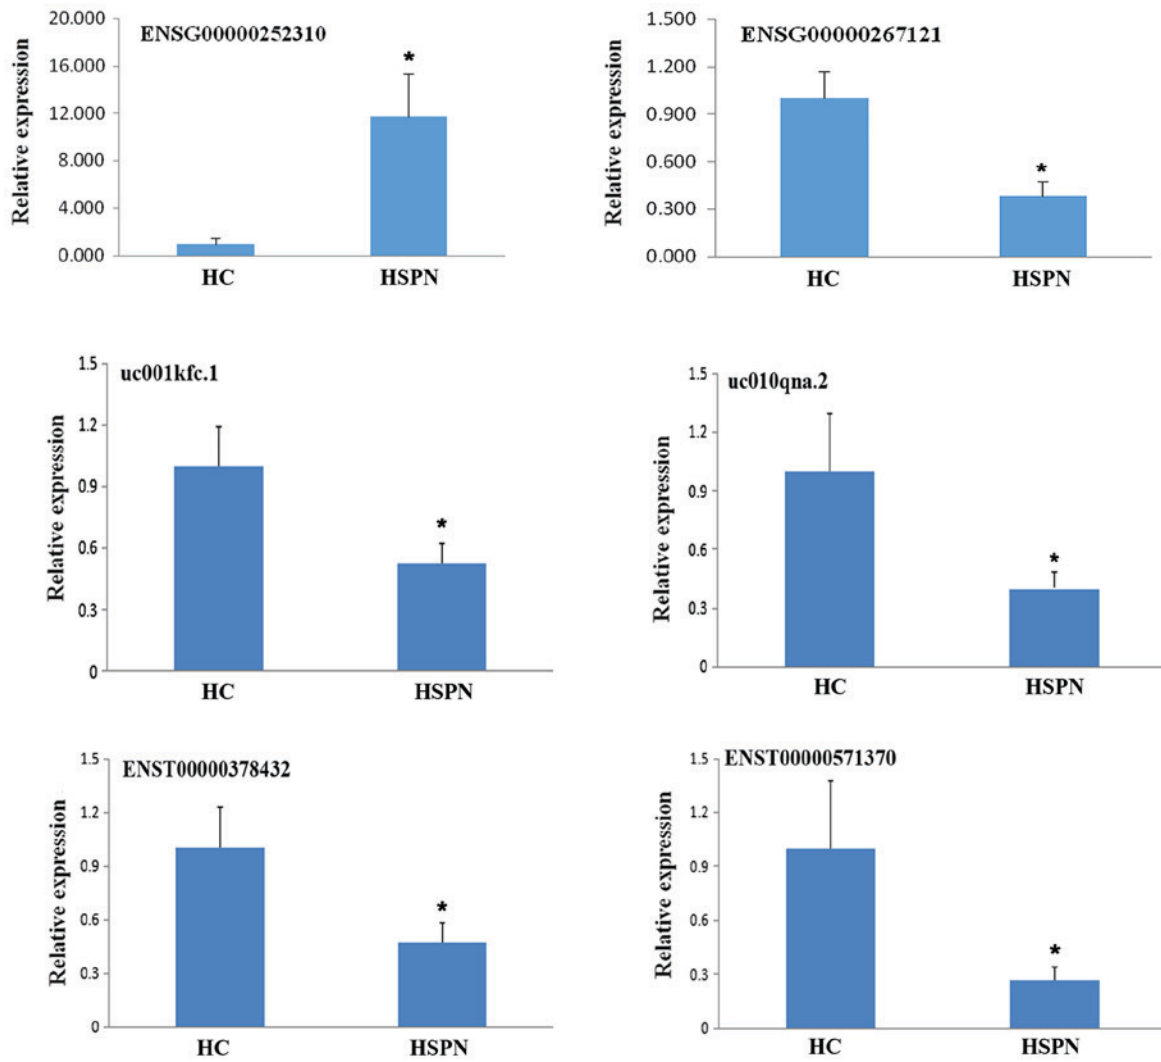 ENSG00000252310
Relative expression
20.000
16.000
12.000
8.000
4.000
0.000
*
HC
HSPN
ENSG00000267121
Relative expression
1.500
1.200
0.900
0.600
0.300
0.000
*
HC
HSPN
uc001kfc.1
Relative expression
1.5
1.2
0.9
0.6
0.3
0
*
HC
HSPN
uc010qna.2
Relative expression
1.5
1.2
0.9
0.6
0.3
0
*
HC
HSPN
ENST00000378432
Relative expression
1.5
1.2
0.9
0.6
0.3
0
*
HC
HSPN
ENST00000571370
Relative expression
1.5
1.2
0.9
0.6
0.3
0
*
HC
HSPN